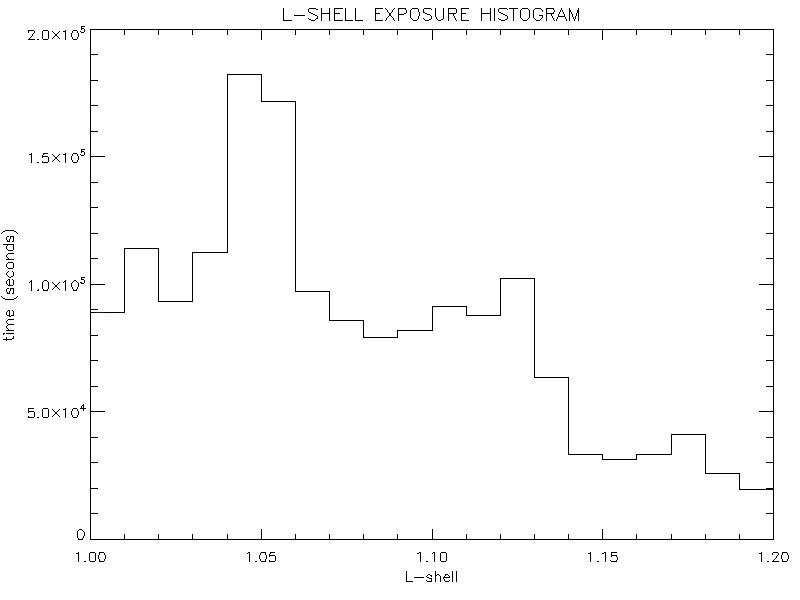 L-SHELL EXPOSURE HISTOGRAM
2.0×10⁵
1.5×10⁵
1.0×10⁵
5.0×10⁴
0
time (seconds)
1.00 1.05 1.10 1.15 1.20
L-shell